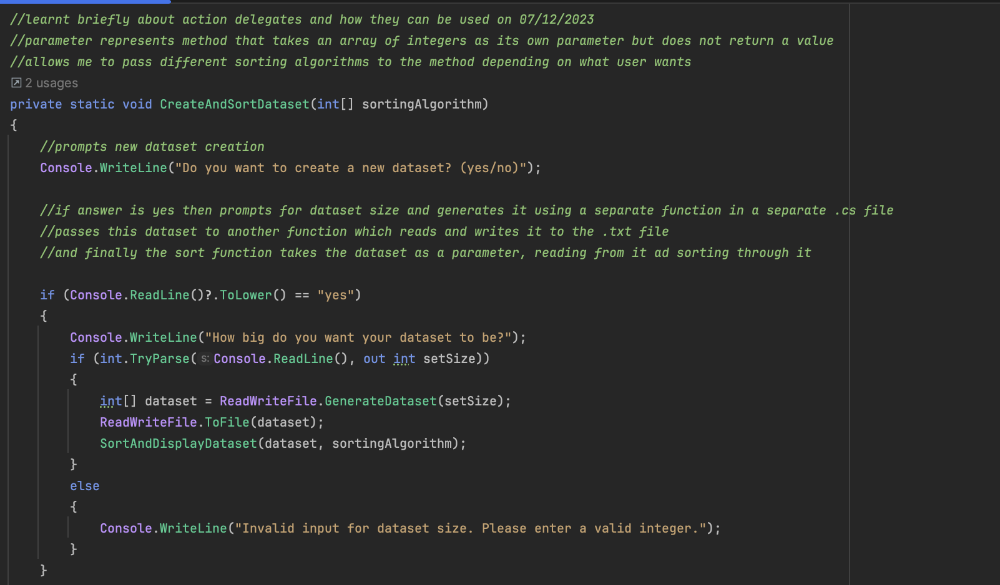 //learnt briefly about action delegates and how they can be used on 07/12/2023
//parameter represents method that takes an array of integers as its own parameter but does not return a value
//allows me to pass different sorting algorithms to the method depending on what user wants
2 usages
private static void CreateAndSortDataset(int[] sortingAlgorithm)
{
    //prompts new dataset creation
    Console.WriteLine("Do you want to create a new dataset? (yes/no)");
    //if answer is yes then prompts for dataset size and generates it using a separate function in a separate .cs file
    //passes this dataset to another function which reads and writes it to the .txt file
    //and finally the sort function takes the dataset as a parameter, reading from it ad sorting through it
    if (Console.ReadLine()?.ToLower() == "yes")
    {
        Console.WriteLine("How big do you want your dataset to be?");
        if (int.TryParse(s: Console.ReadLine(), out int setSize))
        {
            int[] dataset = ReadWriteFile.GenerateDataset(setSize);
            ReadWriteFile.ToFile(dataset);
            SortAndDisplayDataset(dataset, sortingAlgorithm);
        }
        else
        {
            Console.WriteLine("Invalid input for dataset size. Please enter a valid integer.");
        }
    }